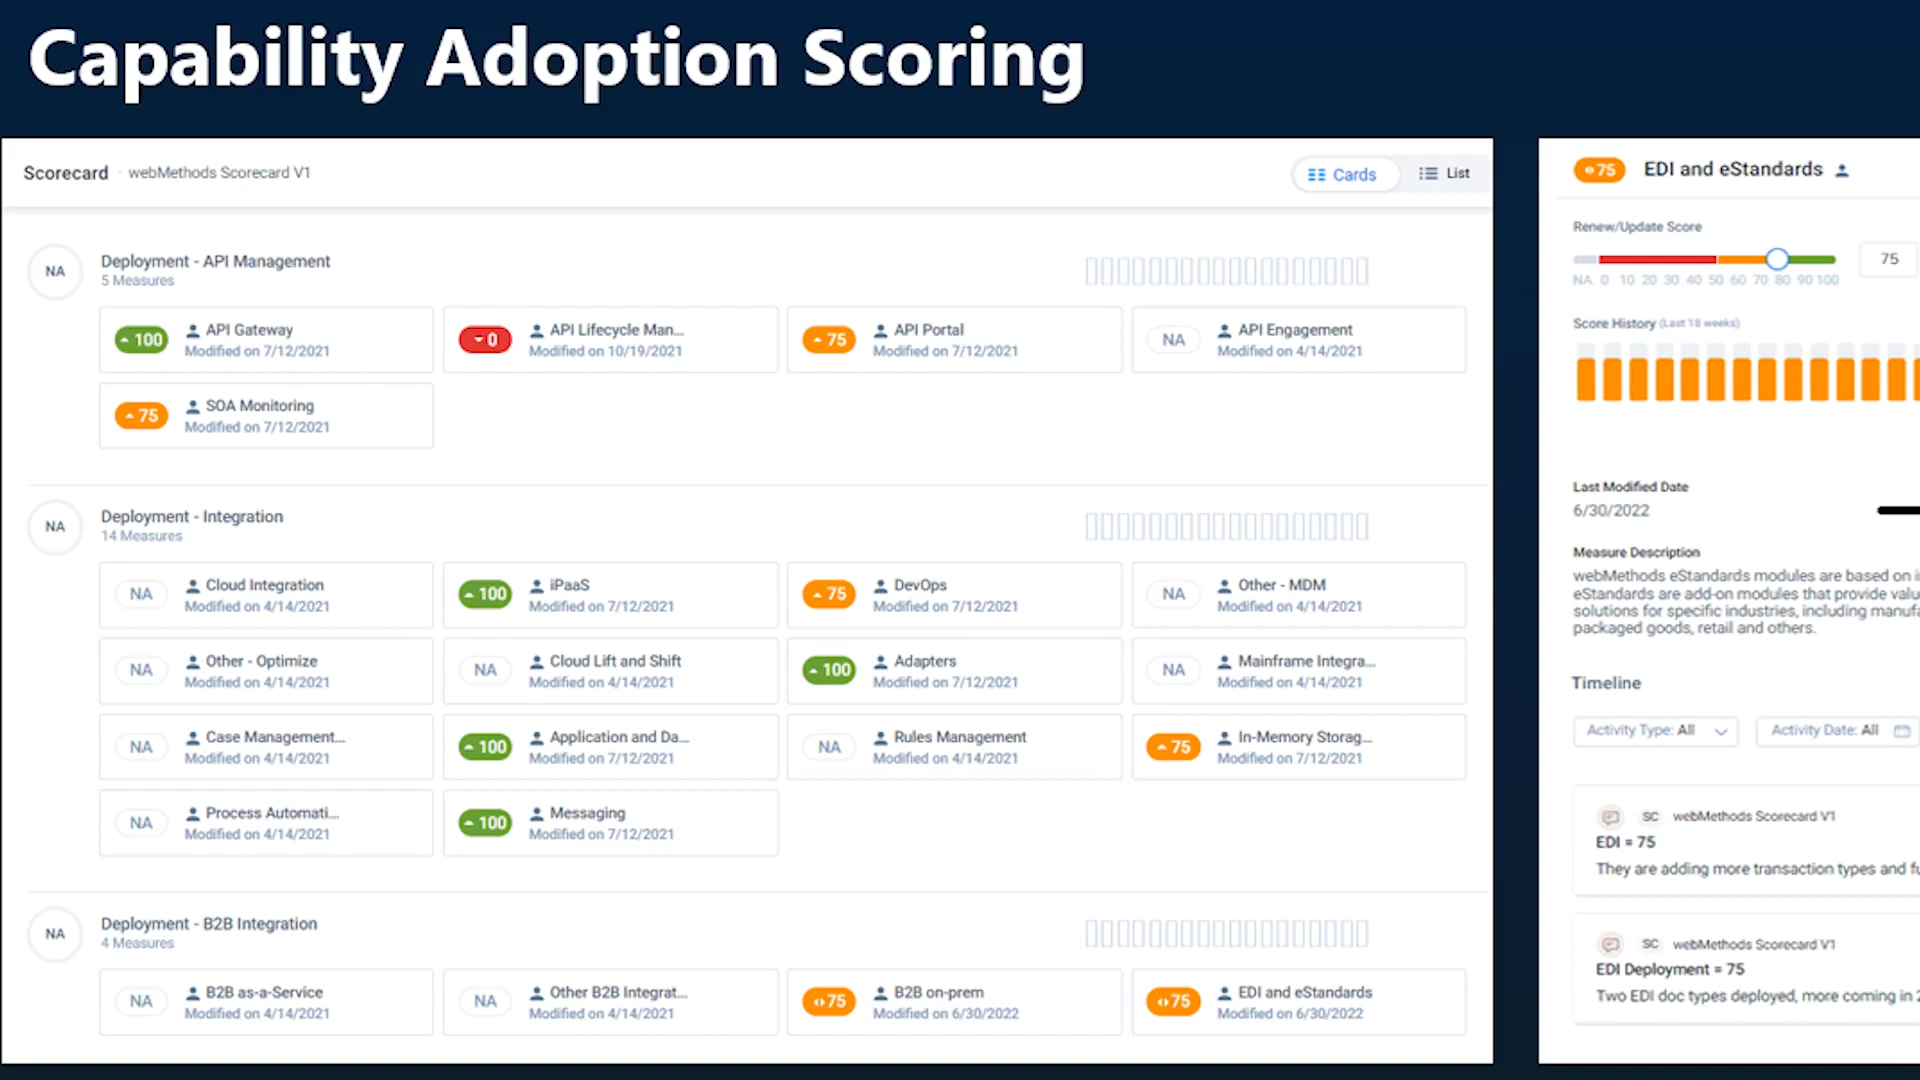 Capability Adoption Scoring
Scorecard - webMethods Scorecard V1
Cards
List
NA
Deployment - API Management
5 Measures
100
API Gateway
Modified on 7/12/2021
0
API Lifecycle Man...
Modified on 10/19/2021
75
API Portal
Modified on 7/12/2021
NA
API Engagement
Modified on 4/14/2021
75
SOA Monitoring
Modified on 7/12/2021
NA
Deployment - Integration
14 Measures
NA
Cloud Integration
Modified on 4/14/2021
100
iPaaS
Modified on 7/12/2021
75
DevOps
Modified on 7/12/2021
NA
Other - MDM
Modified on 4/14/2021
NA
Other - Optimize
Modified on 4/14/2021
NA
Cloud Lift and Shift
Modified on 4/14/2021
100
Adapters
Modified on 7/12/2021
NA
Mainframe Integra...
Modified on 4/14/2021
NA
Case Management...
Modified on 4/14/2021
100
Application and Da...
Modified on 7/12/2021
NA
Rules Management
Modified on 4/14/2021
75
In-Memory Storag...
Modified on 7/12/2021
NA
Process Automati...
Modified on 4/14/2021
100
Messaging
Modified on 7/12/2021
NA
Deployment - B2B Integration
4 Measures
NA
B2B as-a-Service
Modified on 4/14/2021
NA
Other B2B Integrat...
Modified on 4/14/2021
75
B2B on-prem
Modified on 6/30/2022
75
EDI and eStandards
Modified on 6/30/2022
75 EDI and eStandards
Renew/Update Score
75
NA 0 10 20 30 40 50 60 70 80 90 100
Score History (Last 18 weeks)
Last Modified Date
6/30/2022
Measure Description
webMethods eStandards modules are based on
eStandards are add-on modules that provide
solutions for specific industries, including
packaged goods, retail and others.
Timeline
Activity Type: All
Activity Date: All
SC webMethods Scorecard V1
EDI = 75
They are adding more transaction types and
SC webMethods Scorecard V1
EDI Deployment = 75
Two EDI doc types deployed, more coming in